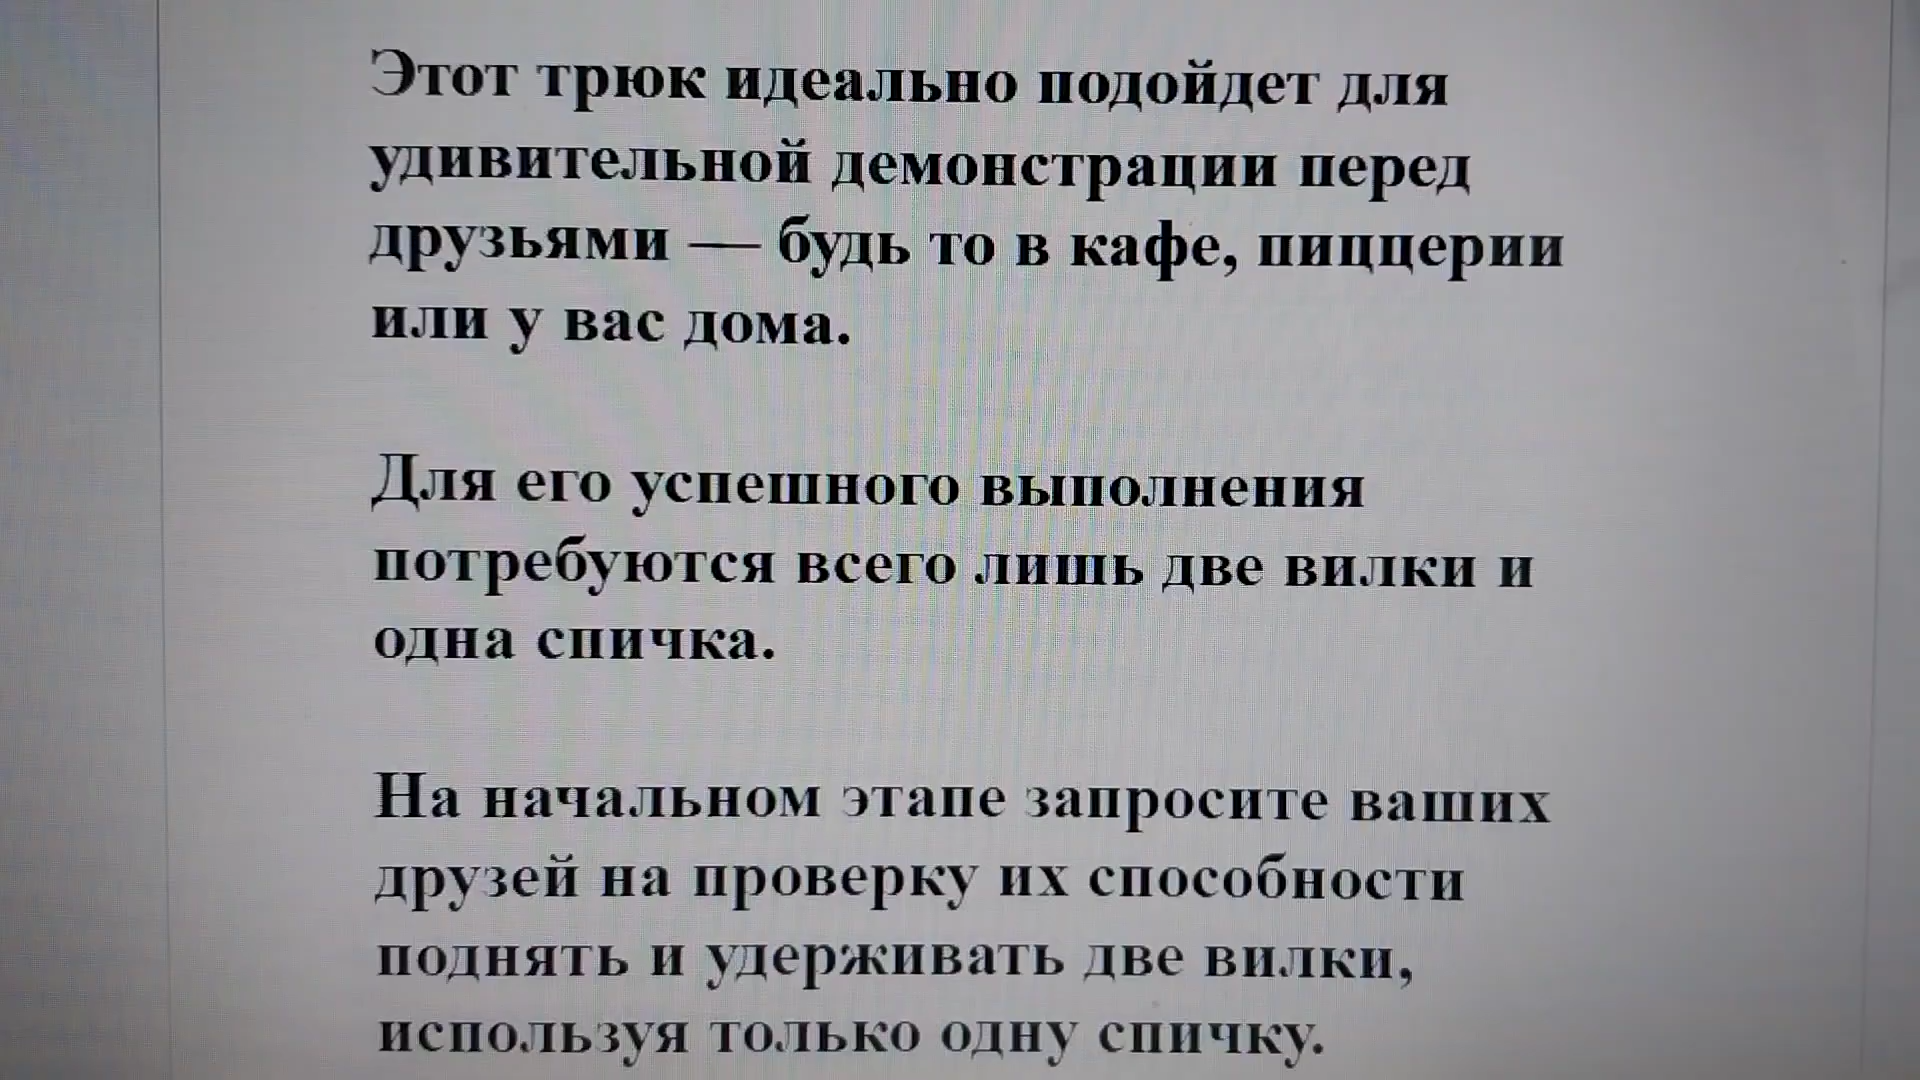 Этот трюк идеально подойдет для
удивительной демонстрации перед
друзьями — будь то в кафе, пиццерии
или у вас дома.
Для его успешного выполнения
потребуются всего лишь две вилки и
одна спичка.
На начальном этапе запросите ваших
друзей на проверку их способности
поднять и удерживать две вилки,
используя только одну спичку.